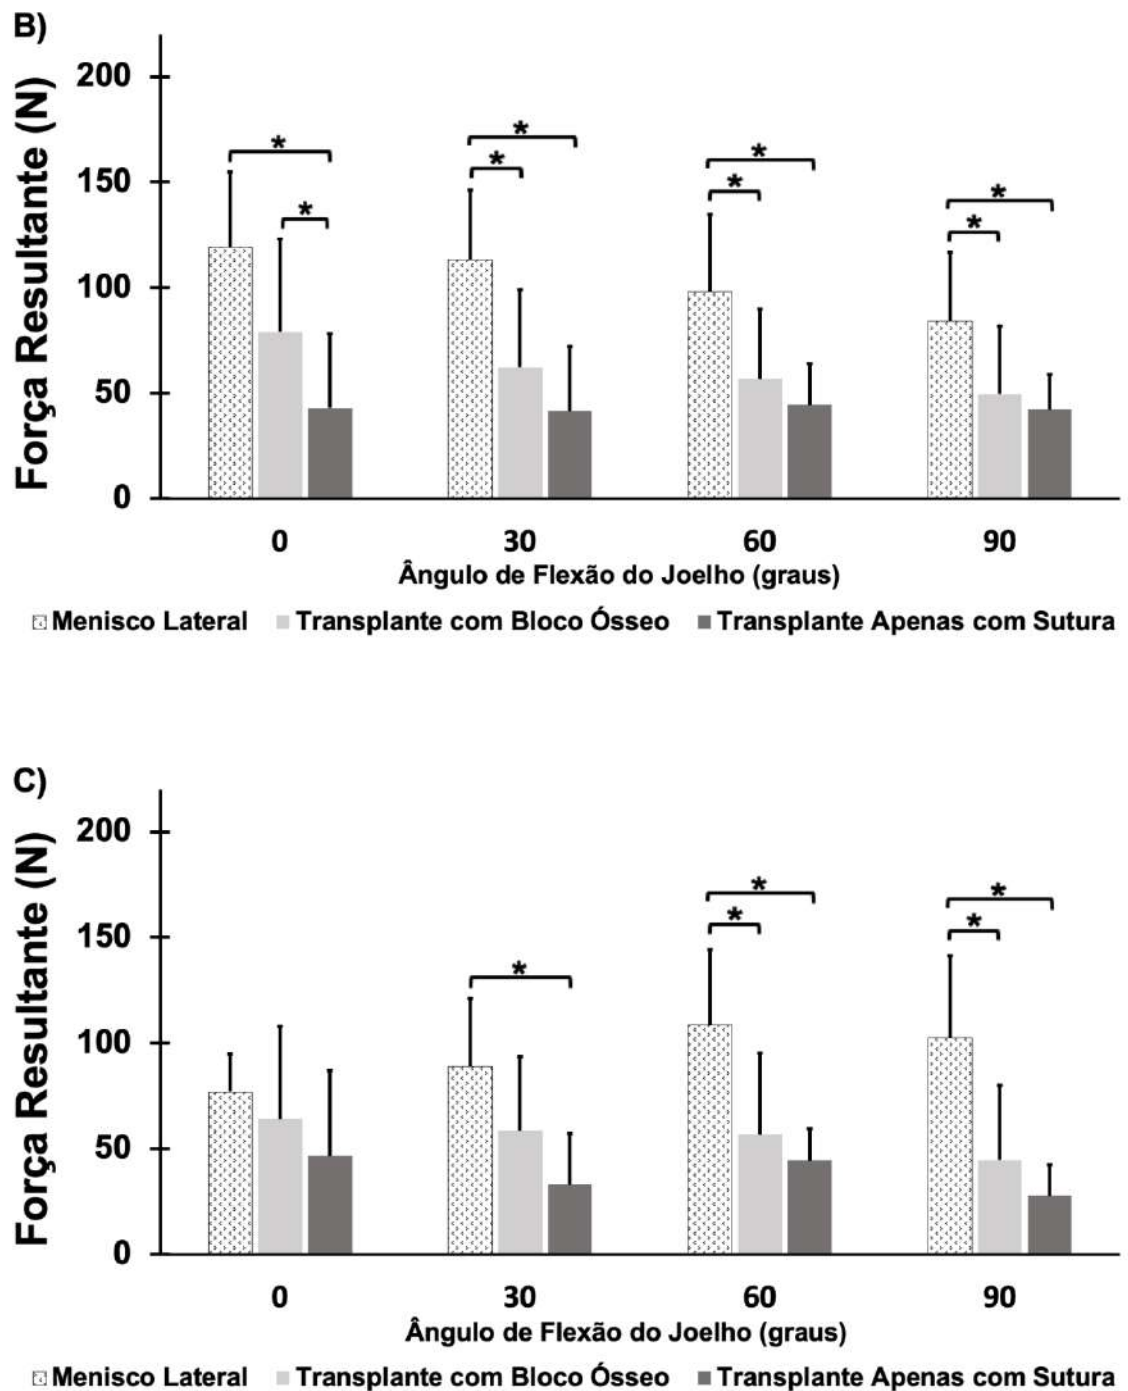 B)
Força Resultante (N)
200
150
100
50
0
* * * * * * * *
0 30 60 90
Ângulo de Flexão do Joelho (graus)
Menisco Lateral Transplante com Bloco Ósseo Transplante Apenas com Sutura
C)
Força Resultante (N)
200
150
100
50
0
* * * * *
0 30 60 90
Ângulo de Flexão do Joelho (graus)
Menisco Lateral Transplante com Bloco Ósseo Transplante Apenas com Sutura